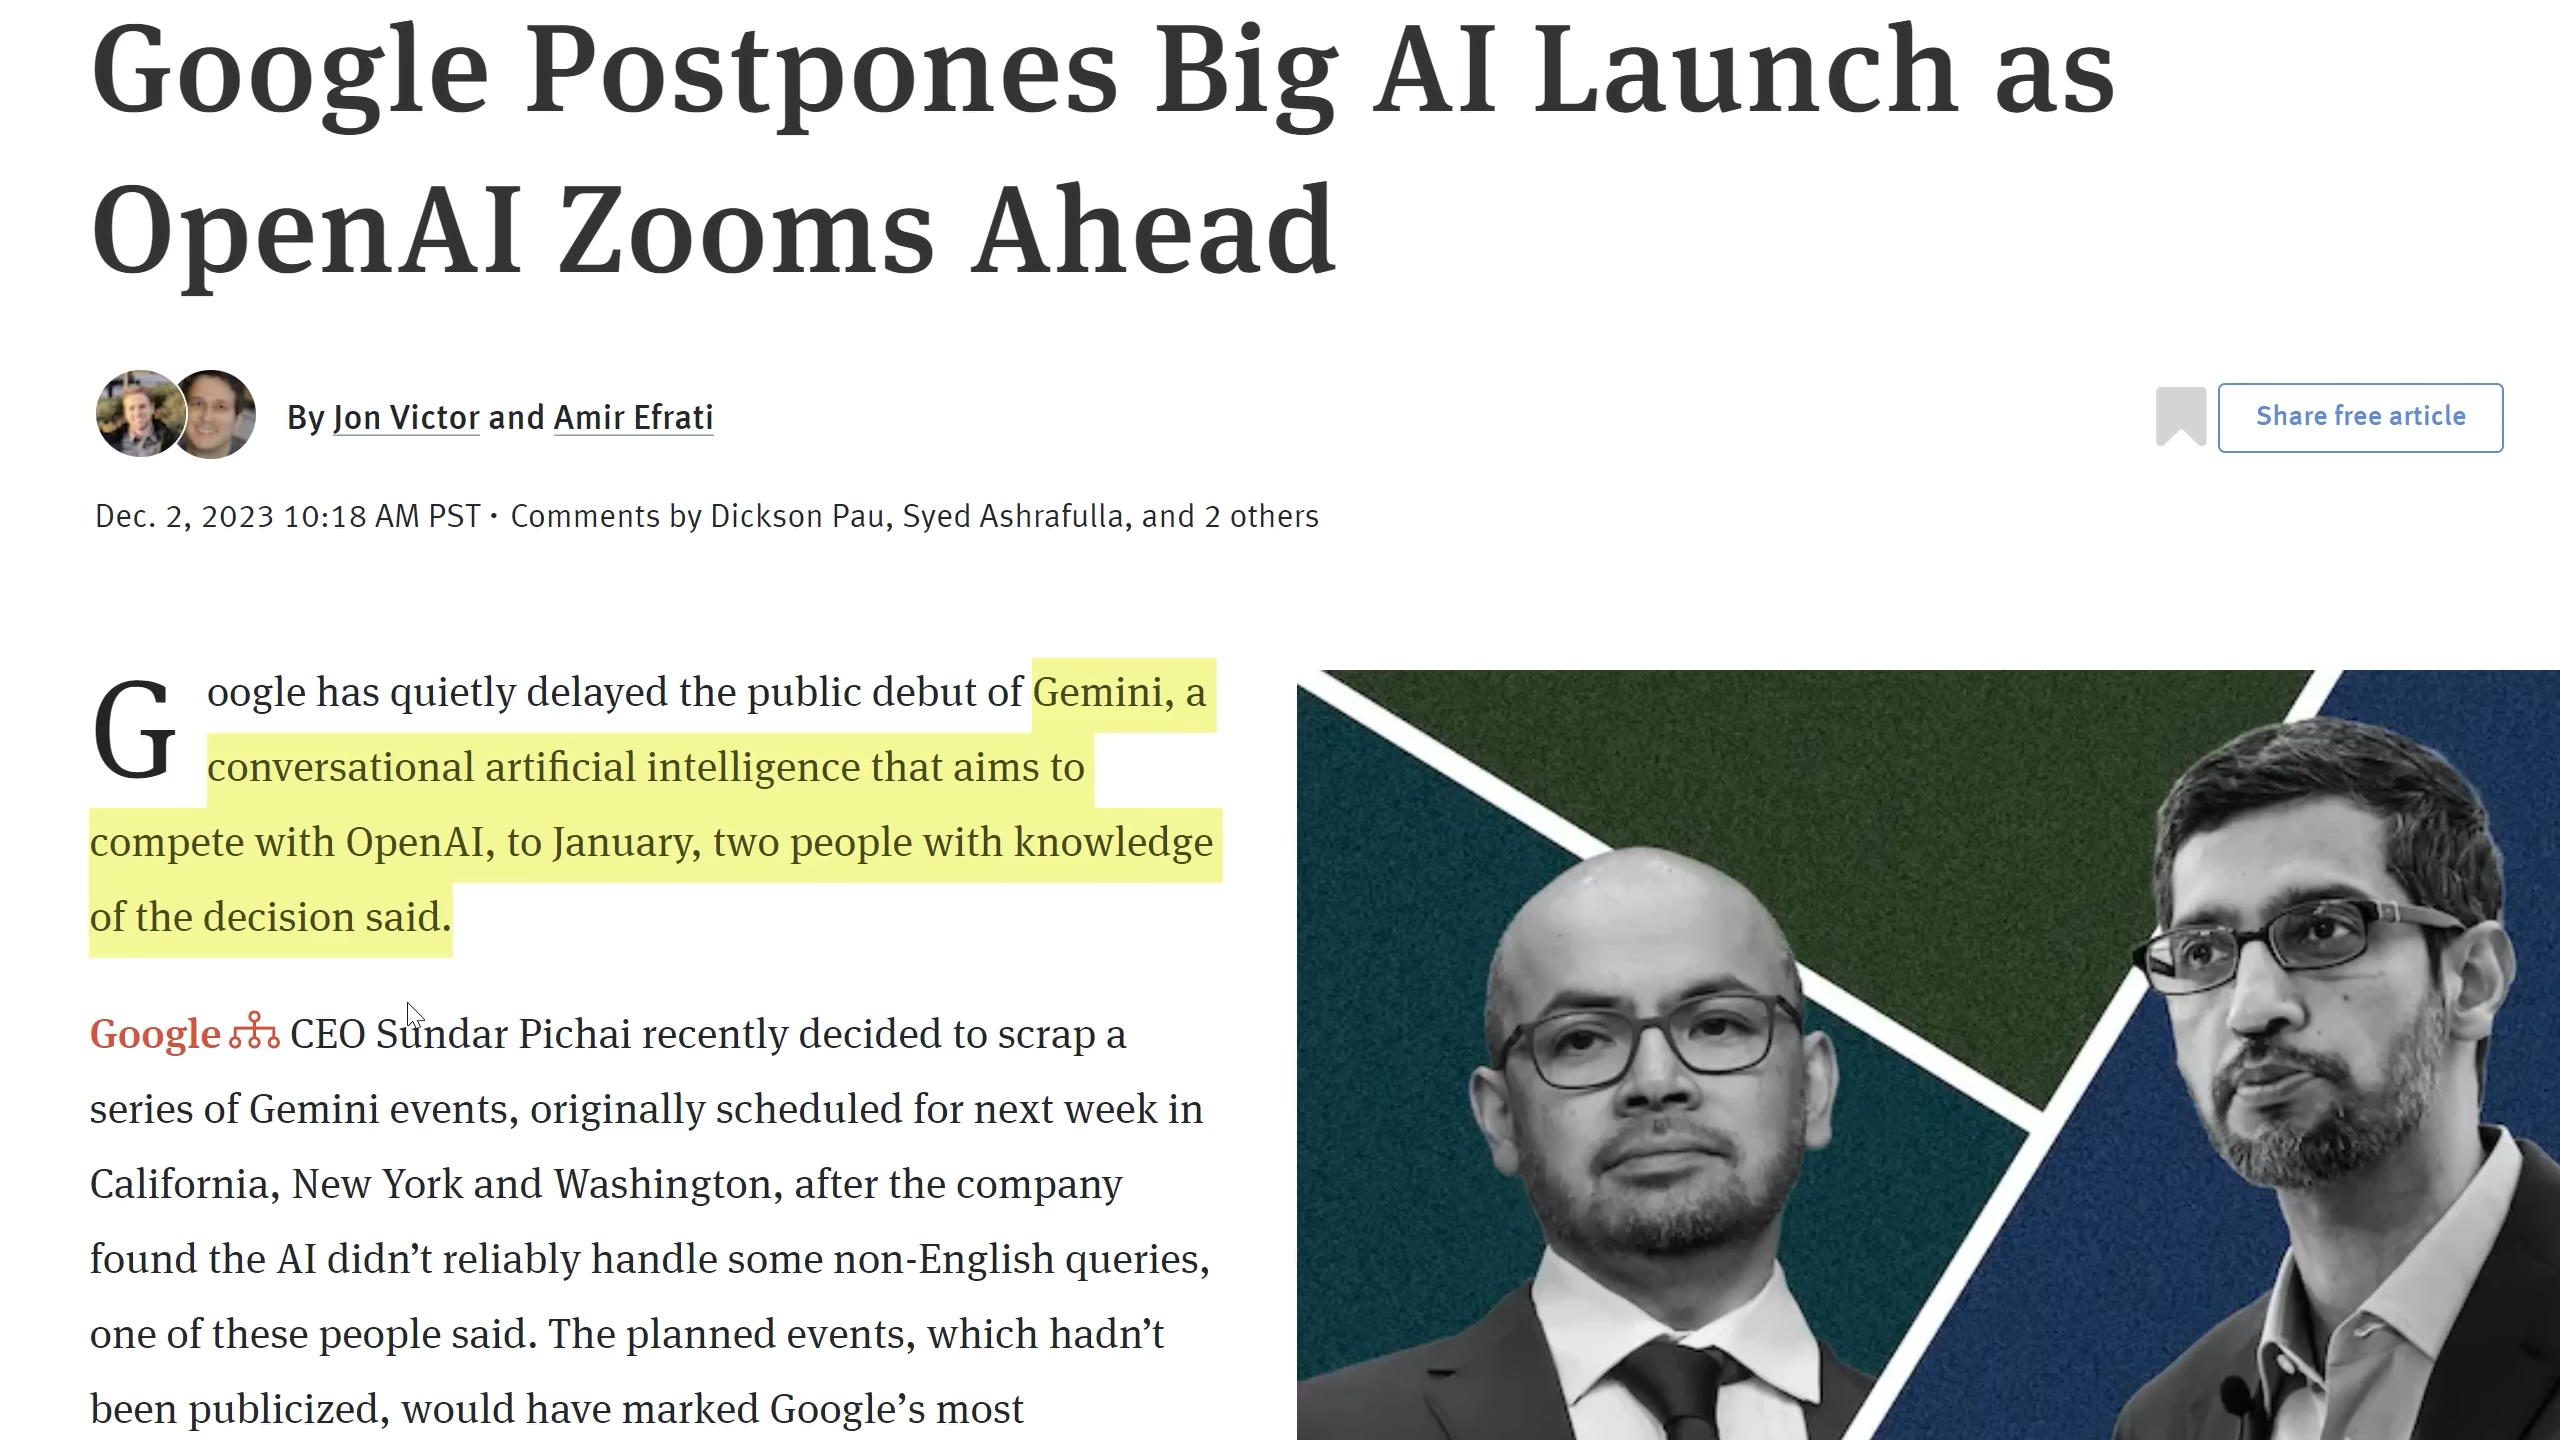 Google Postpones Big AI Launch as
OpenAI Zooms Ahead
By Jon Victor and Amir Efrati
Share free article
Dec. 2, 2023 10:18 AM PST · Comments by Dickson Pau, Syed Ashrafulla, and 2 others
Google has quietly delayed the public debut of Gemini, a
conversational artificial intelligence that aims to
compete with OpenAI, to January, two people with knowledge
of the decision said.
Google CEO Sundar Pichai recently decided to scrap a
series of Gemini events, originally scheduled for next week in
California, New York and Washington, after the company
found the AI didn’t reliably handle some non-English queries,
one of these people said. The planned events, which hadn’t
been publicized, would have marked Google’s most